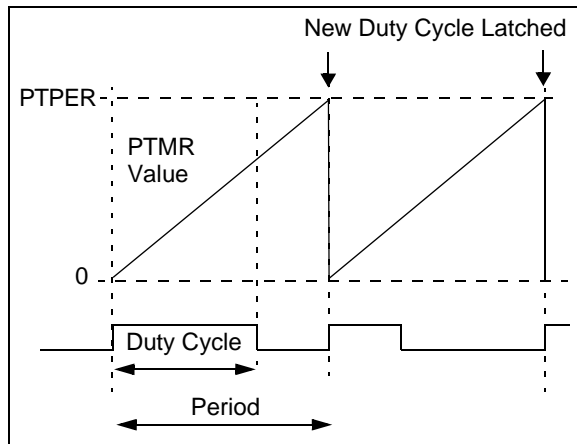 New Duty Cycle Latched
PTPER
PTMR
Value
0
Duty Cycle
Period